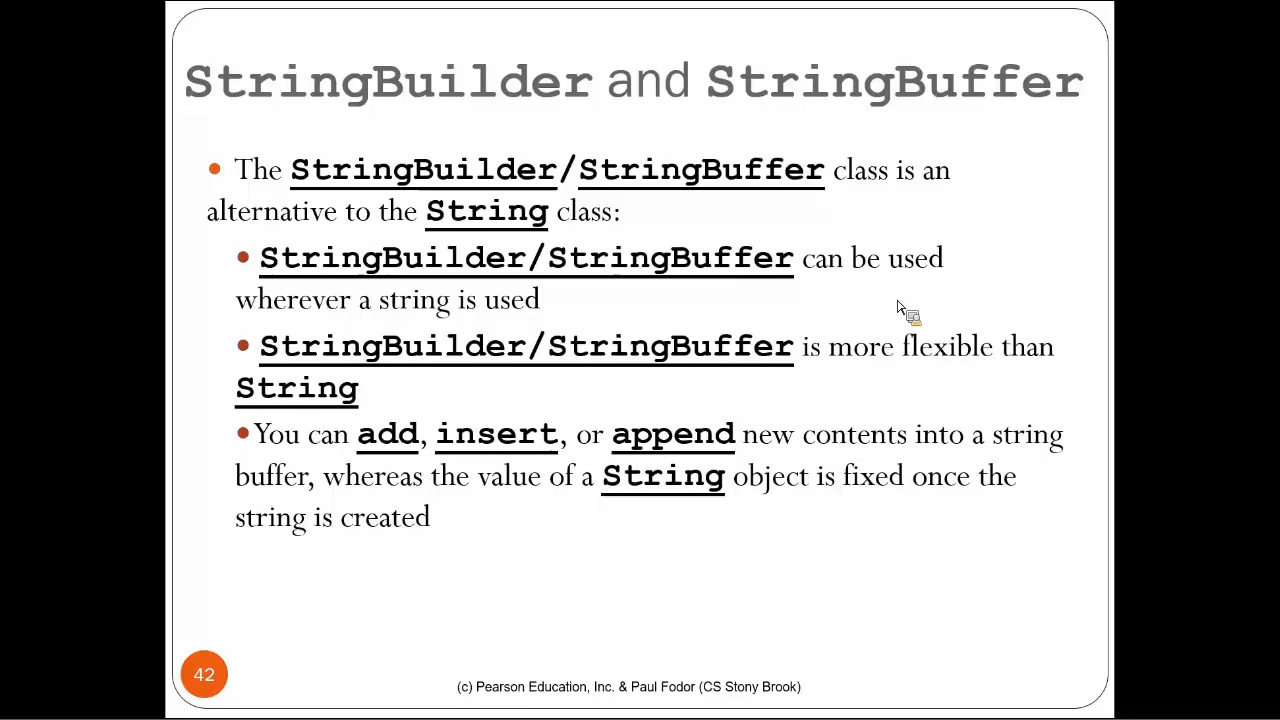 StringBuilder and StringBuffer
• The StringBuilder/StringBuffer class is an
alternative to the String class:
• StringBuilder/StringBuffer can be used
wherever a string is used
• StringBuilder/StringBuffer is more flexible than
String
•You can add, insert, or append new contents into a string
buffer, whereas the value of a String object is fixed once the
string is created
42
(c) Pearson Education, Inc. & Paul Fodor (CS Stony Brook)